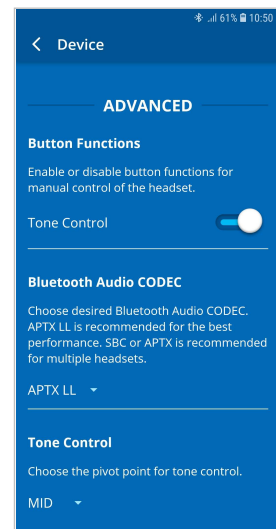 61% 10:50
Device
ADVANCED
Button Functions
Enable or disable button functions for
manual control of the headset.
Tone Control
Bluetooth Audio CODEC
Choose desired Bluetooth Audio CODEC.
APTX LL is recommended for the best
performance. SBC or APTX is recommended
for multiple headsets.
APTX LL
Tone Control
Choose the pivot point for tone control.
MID